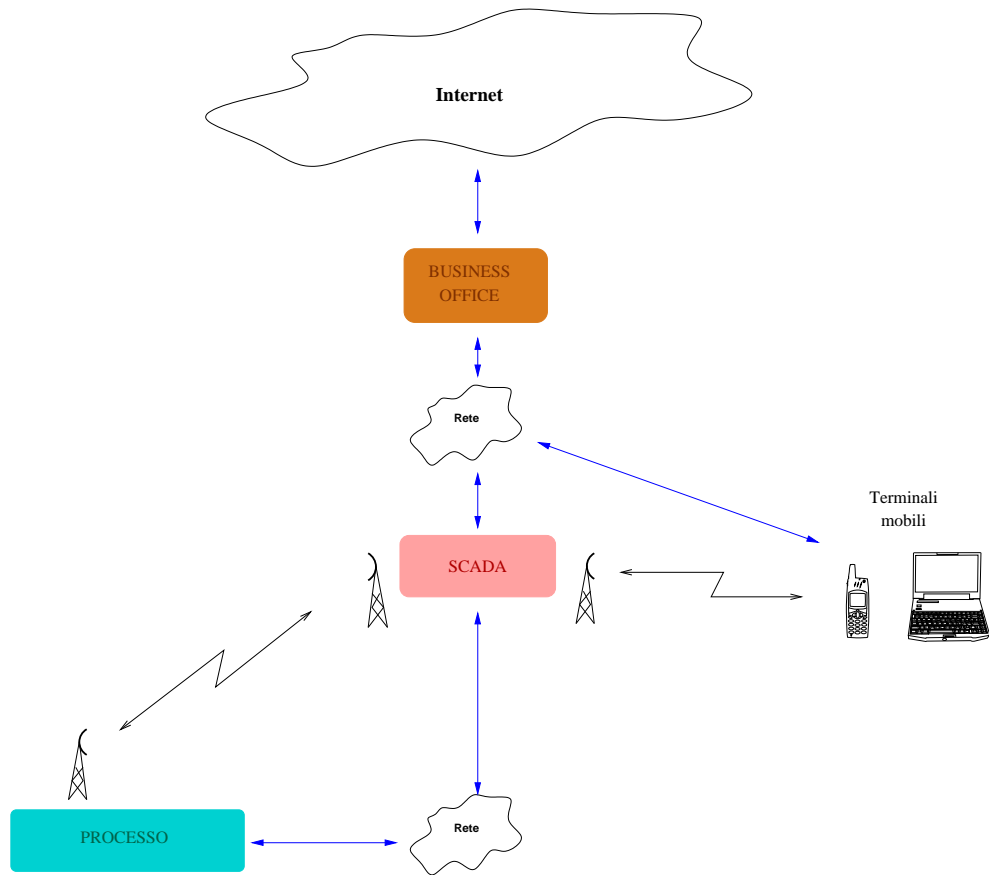 Internet
BUSINESS
OFFICE
Rete
Terminali
mobili
SCADA
PROCESSO
Rete